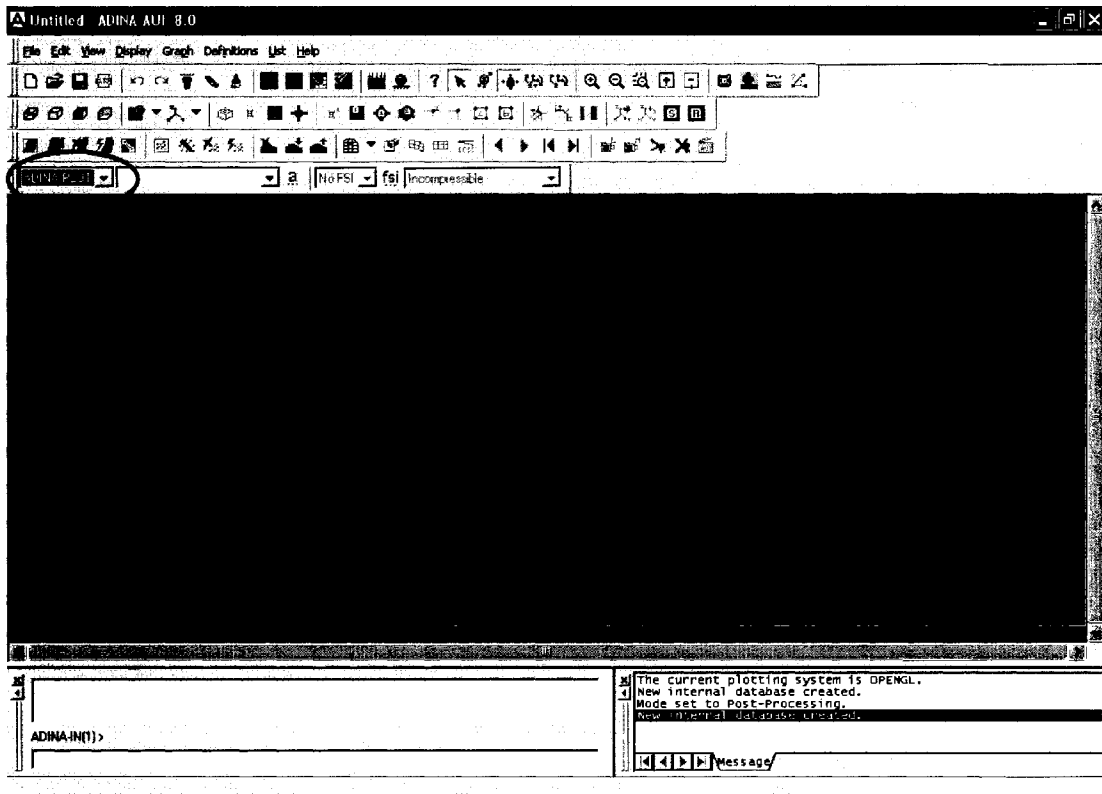 Untitled ADINA AUI 8.0
File Edit View Display Graph Definitions List Help
ADINA-PLOT
No FSI fsi Incompressible
The current plotting system is OPENGL.
New internal database created.
Mode set to Post-Processing.
New internal database created.
ADINA-IN(1)>
Message